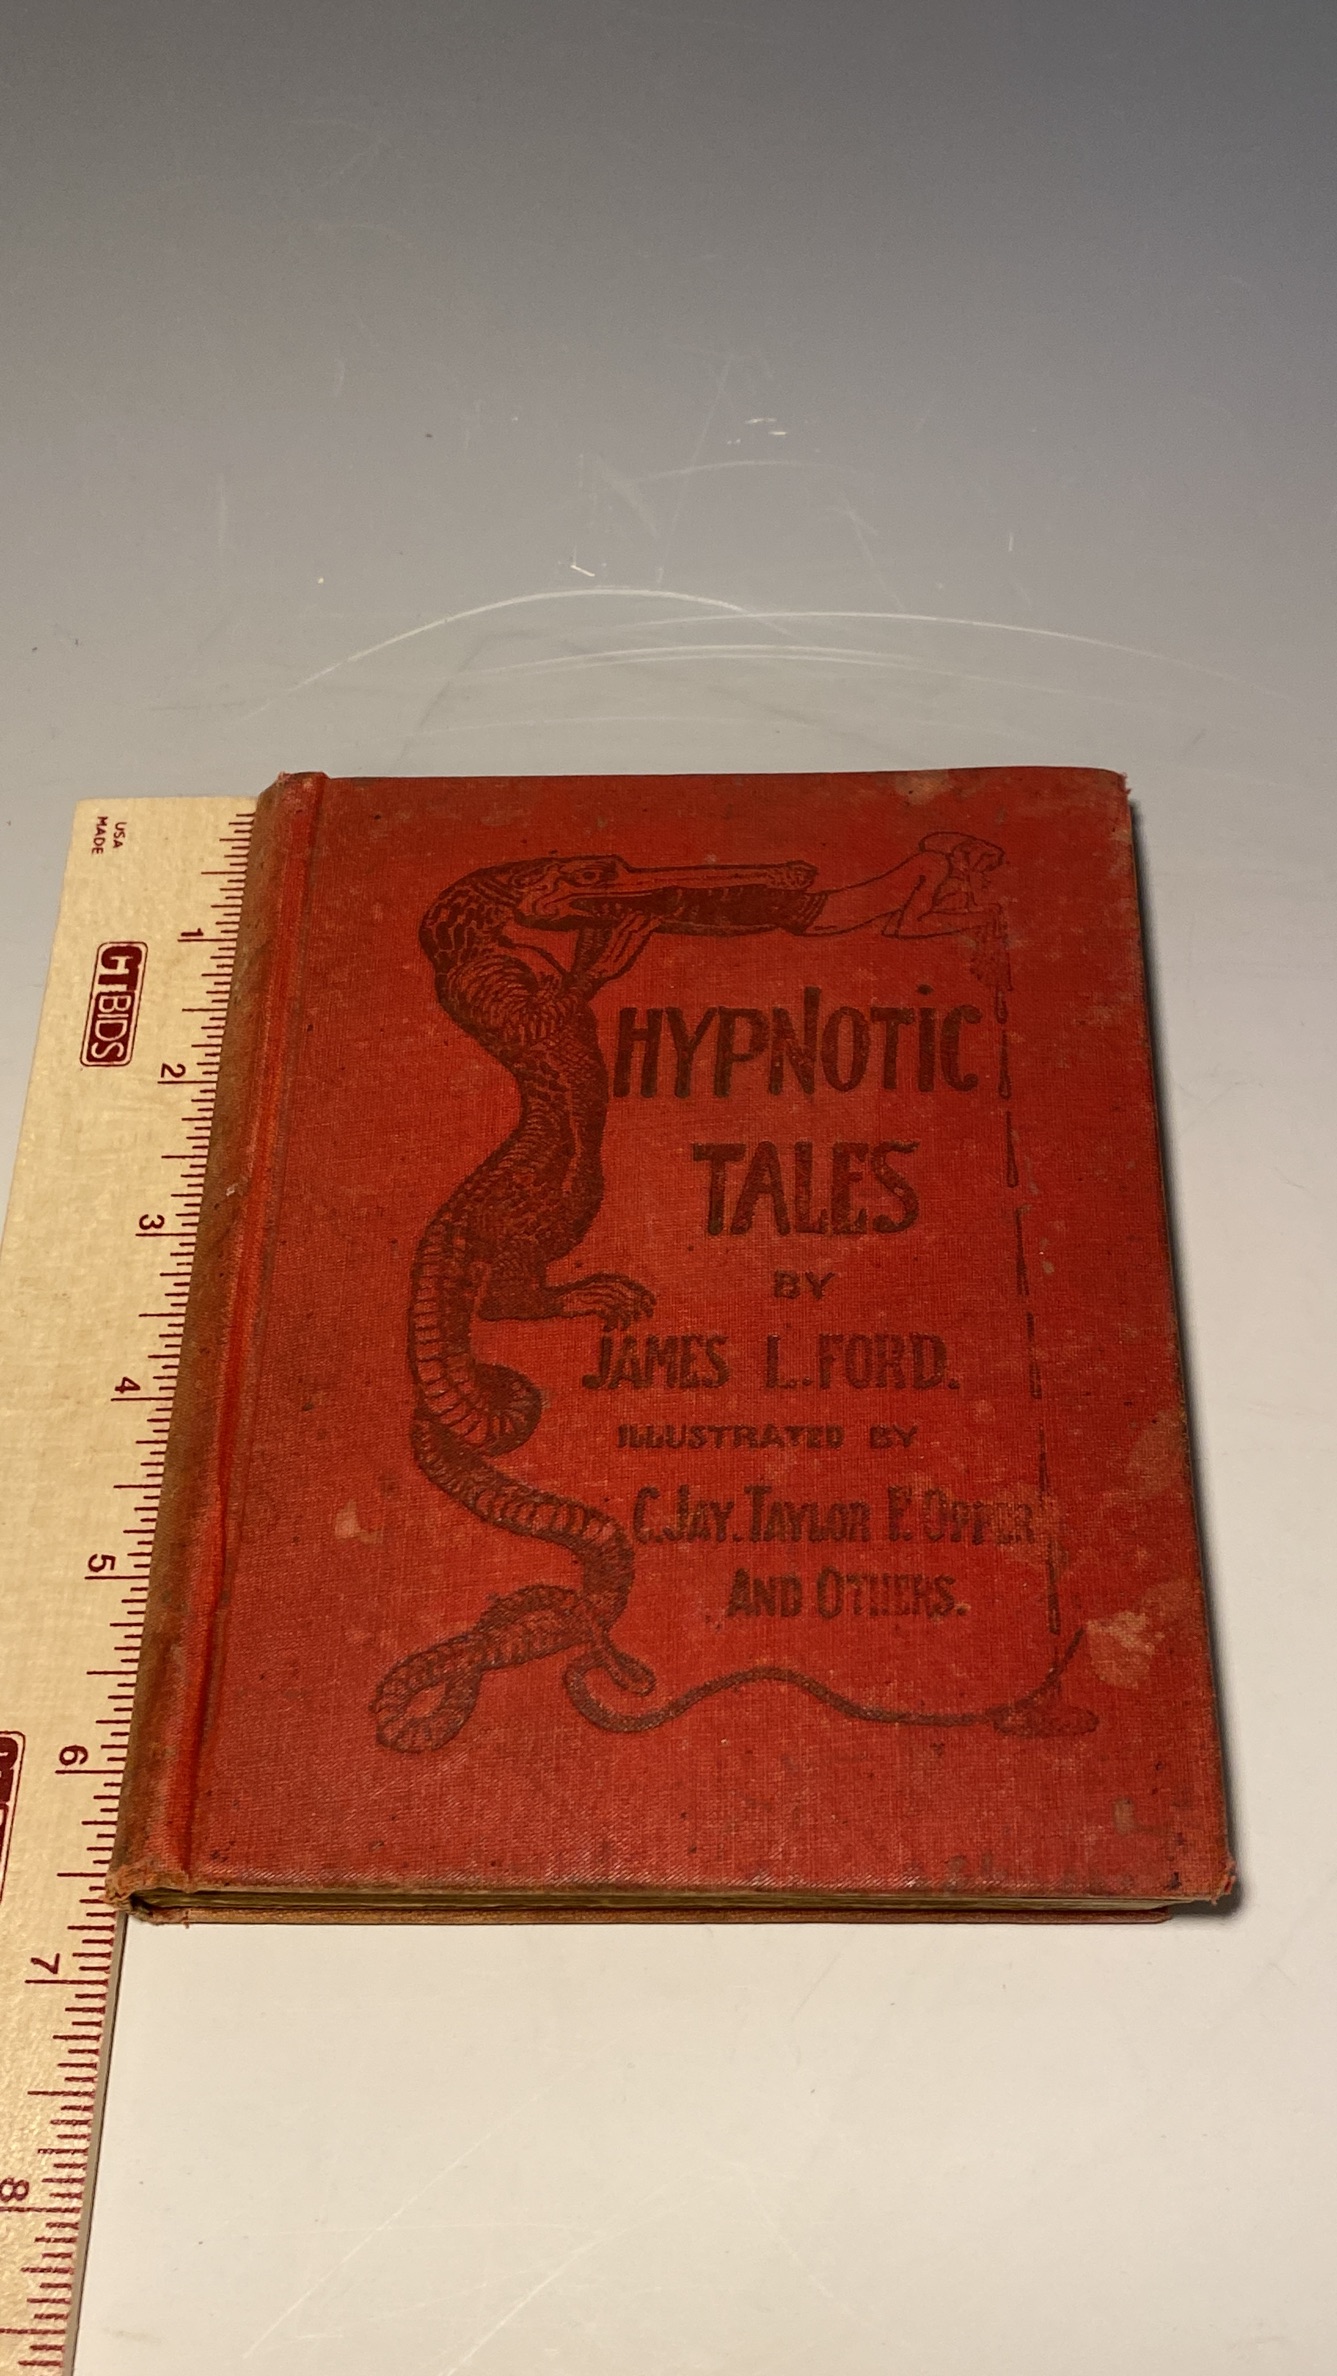 HYPNOTIC
TALES
BY
JAMES L. FORD.
ILLUSTRATED BY
C. JAY. TAYLOR F. OPPER
AND OTHERS.
MADE
USA
CTBIDS
1
2
3
4
5
6
7
8